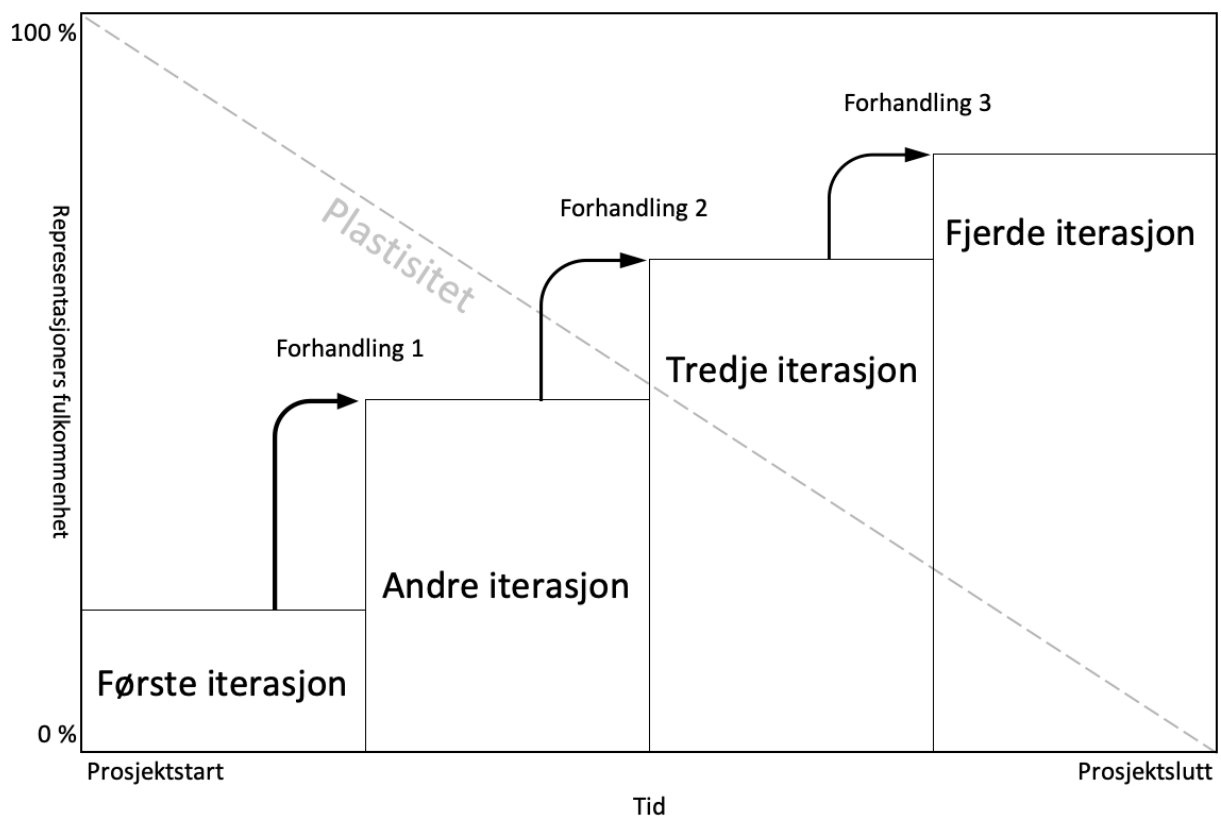 100 %
Forhandling 3
Forhandling 2
Fjerde iterasjon
Plastisitet
Representasjoners fulkommenhet
Forhandling 1
Tredje iterasjon
Andre iterasjon
Første iterasjon
0 %
Prosjektstart
Prosjektslutt
Tid